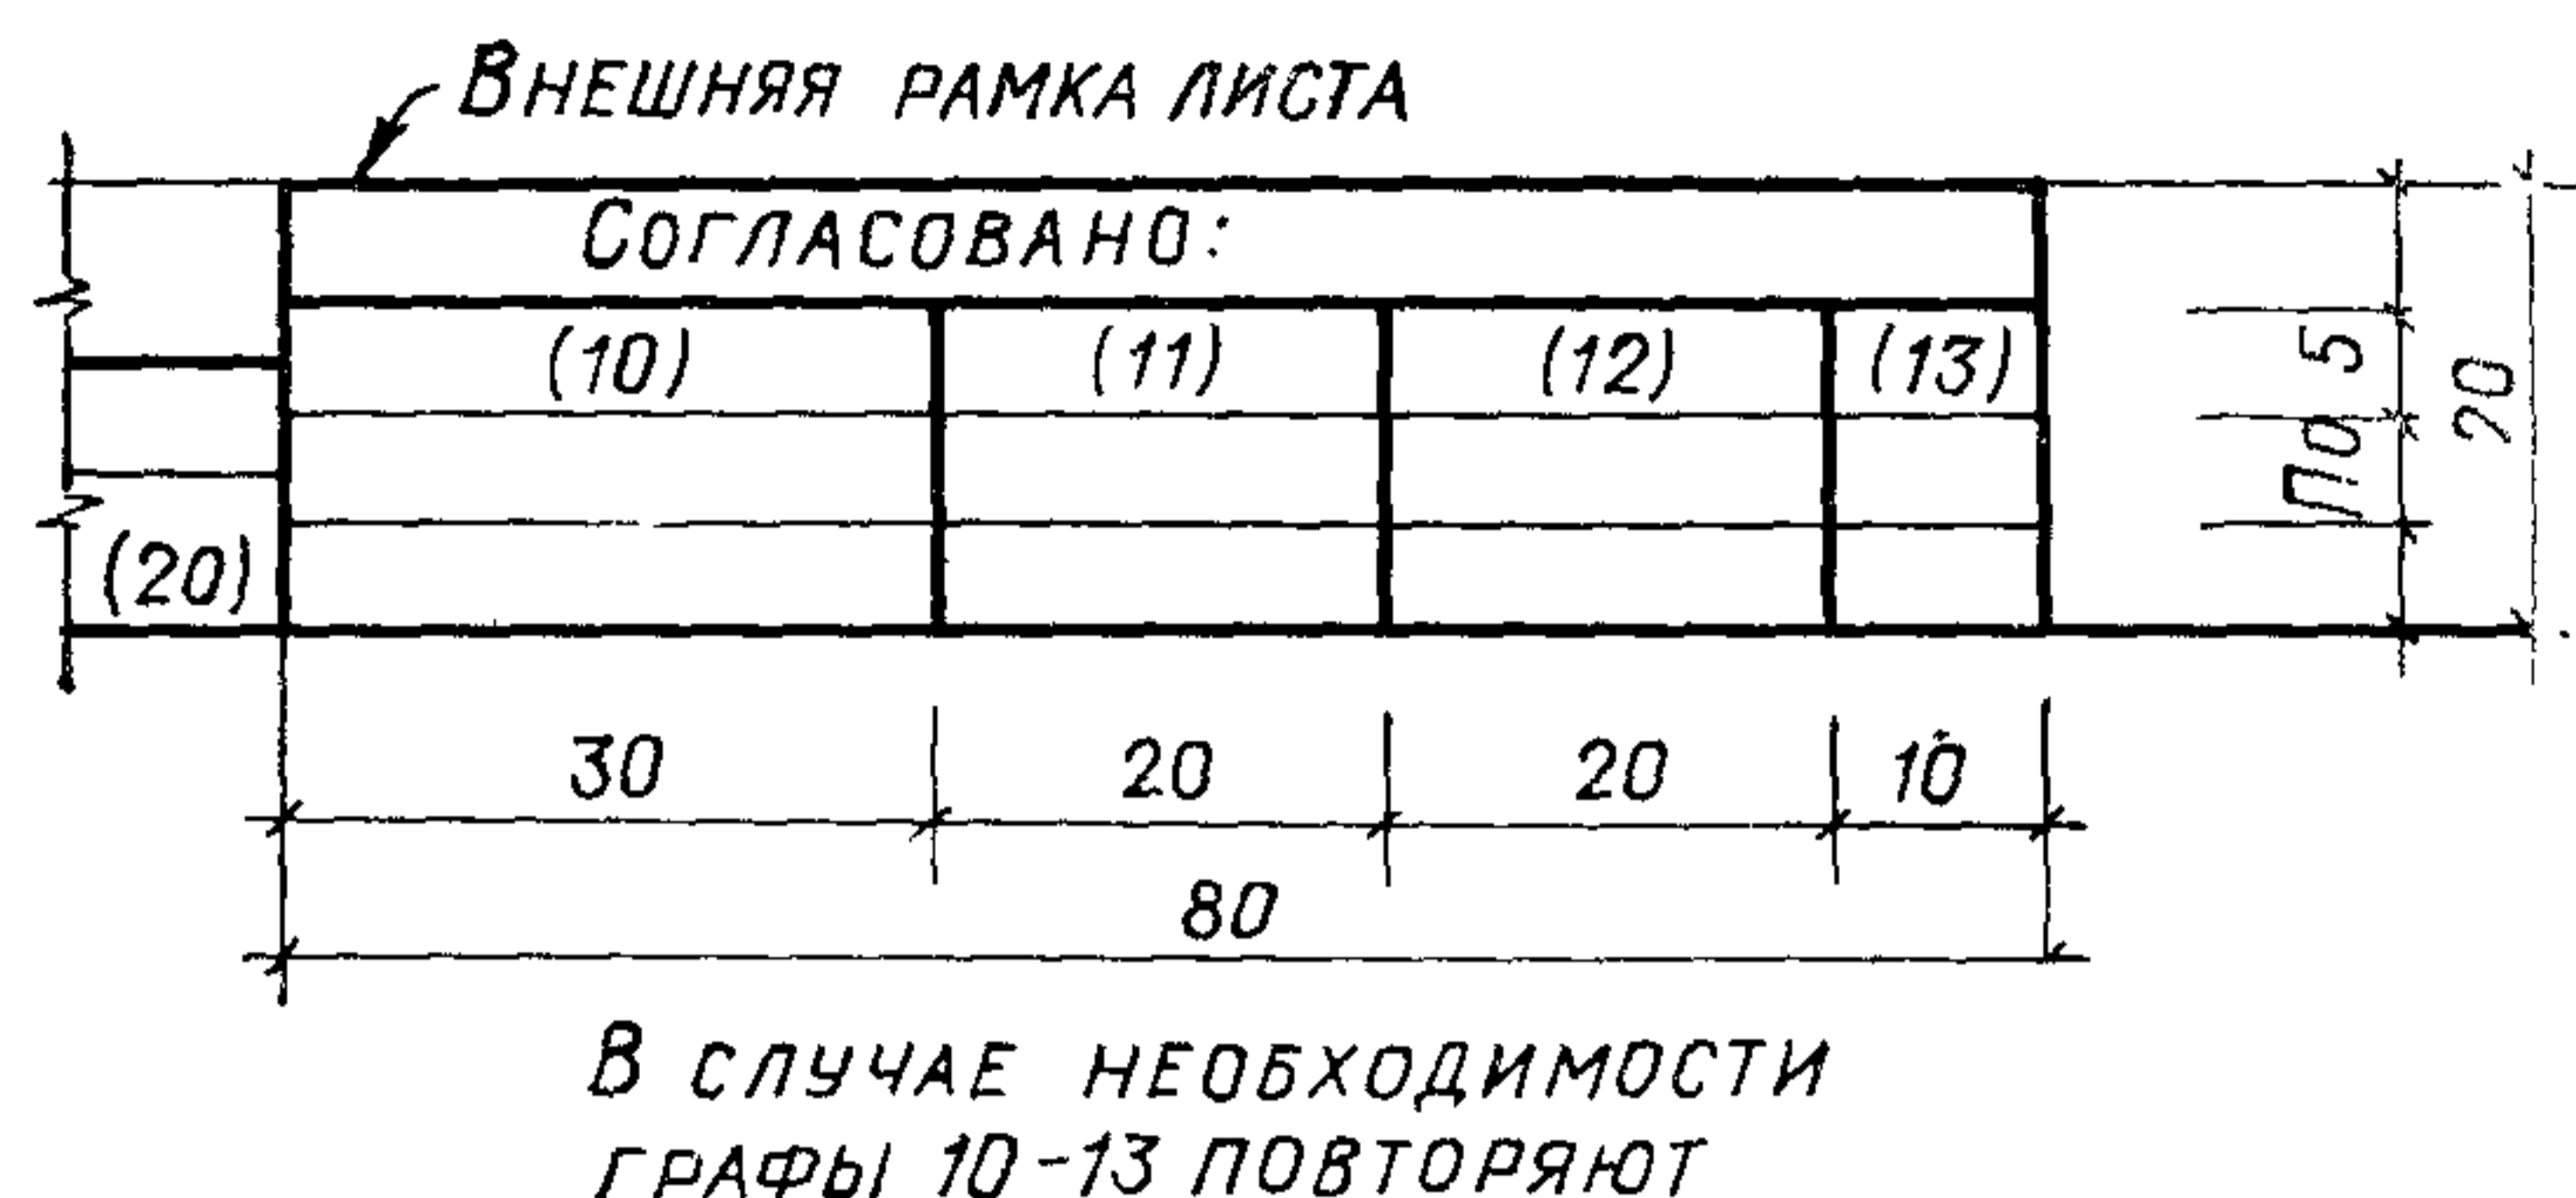 Внешняя рамка листа
Согласовано:
(10) (11) (12) (13)
(20)
По 5
20
30 20 20 10
80
В случае необходимости
графы 10-13 повторяют